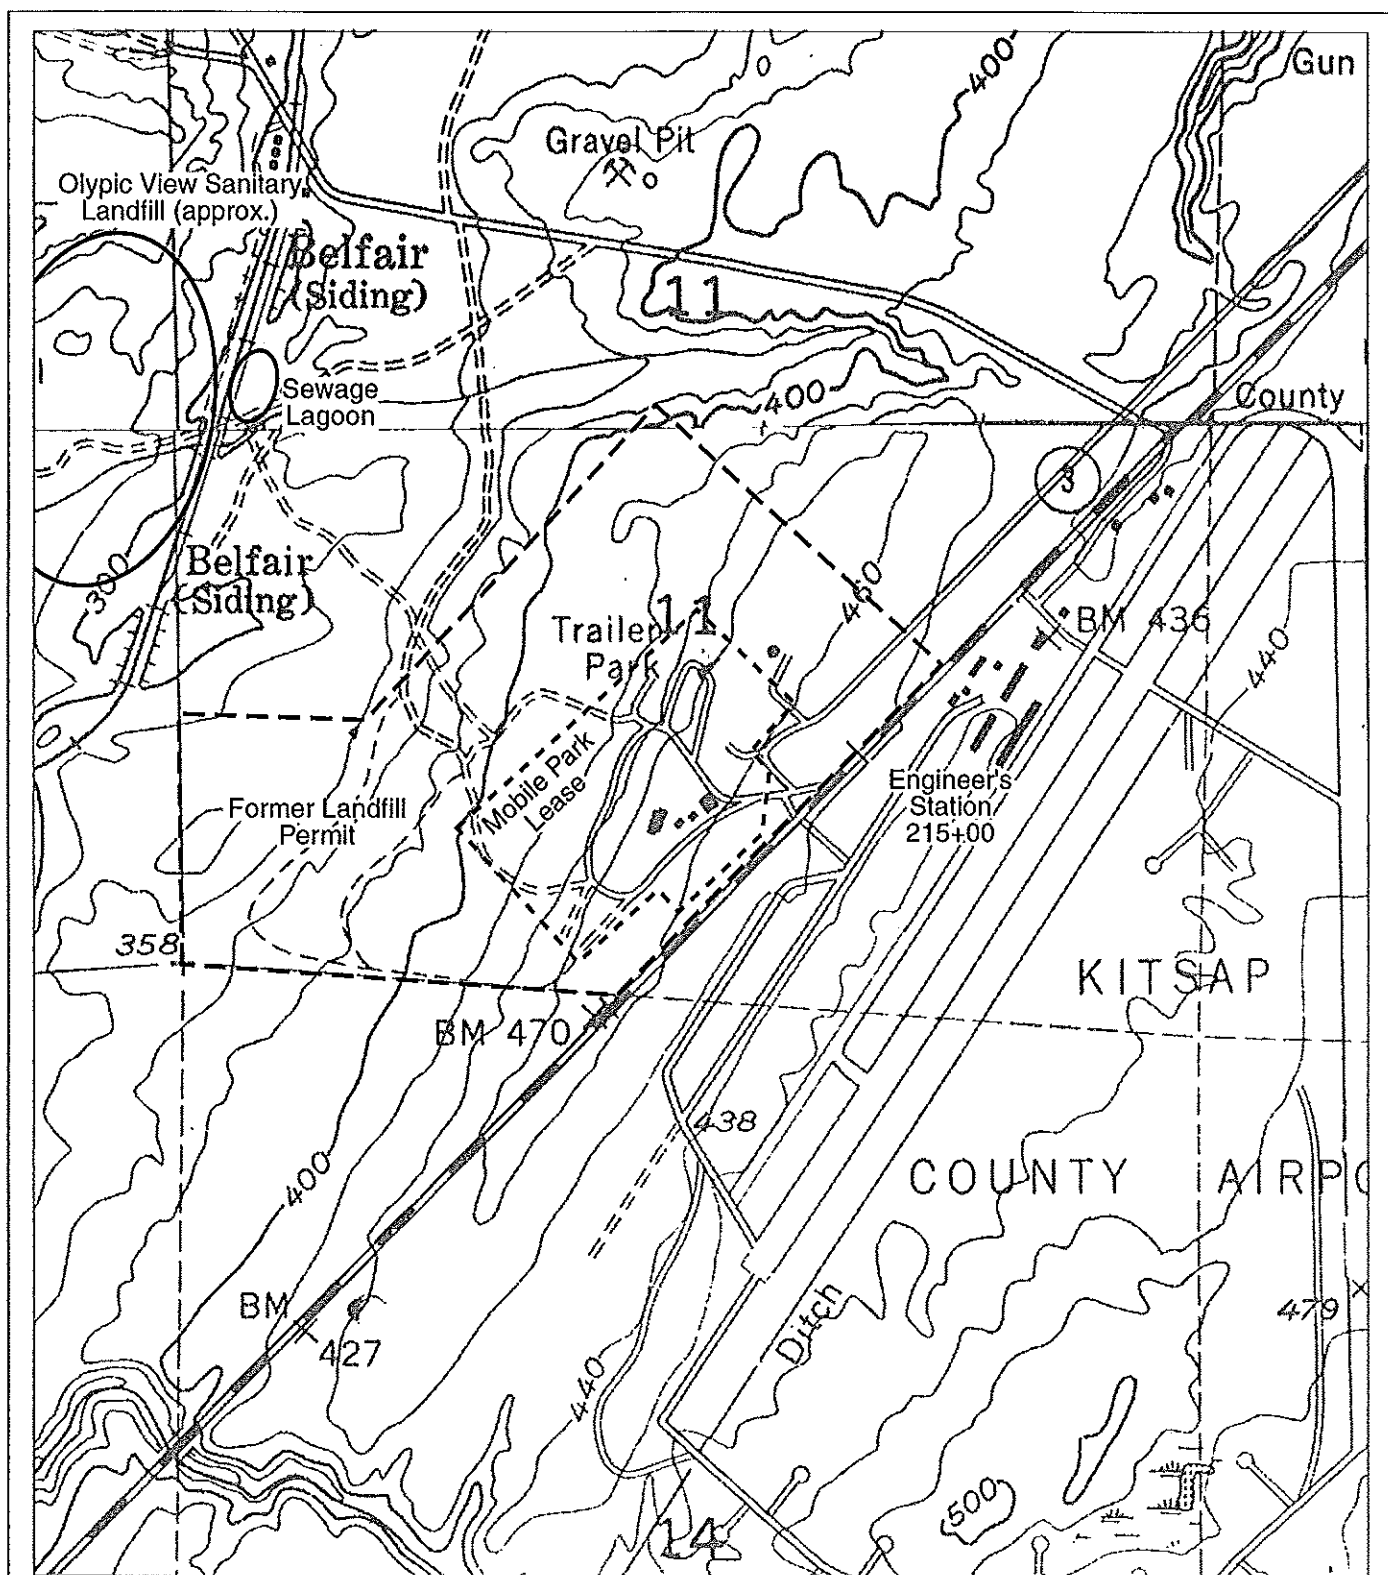 400
Gun
Gravel Pit
Olypic View Sanitary
Landfill (approx.)
Belfair
(Siding)
11
Sewage
Lagoon
400
County
3
300
Belfair
(Siding)
460
11
Trailer
Park
BM 436
440
Mobile Park
Lease
Engineer's
Station
215+00
Former Landfill
Permit
358
KITSAP
BM 470
438
COUNTY AIRPO
400
BM
427
Ditch
479
440
500
14